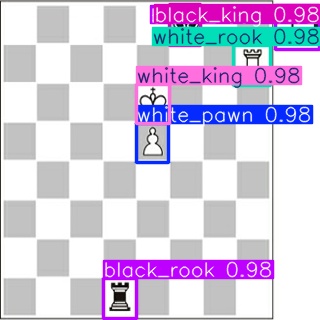 black_king 0.98
white_rook 0.98
white_king 0.98
white_pawn 0.98
black_rook 0.98